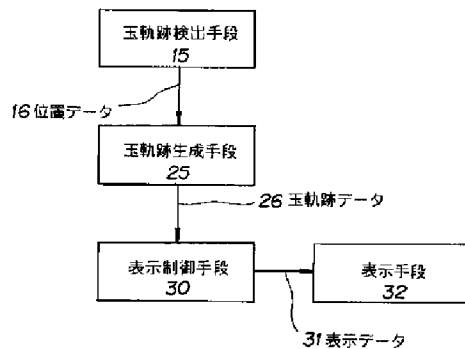 玉軌跡検出手段
15
16 位置データ
玉軌跡生成手段
25
26 玉軌跡データ
表示制御手段
30
表示手段
32
31 表示データ